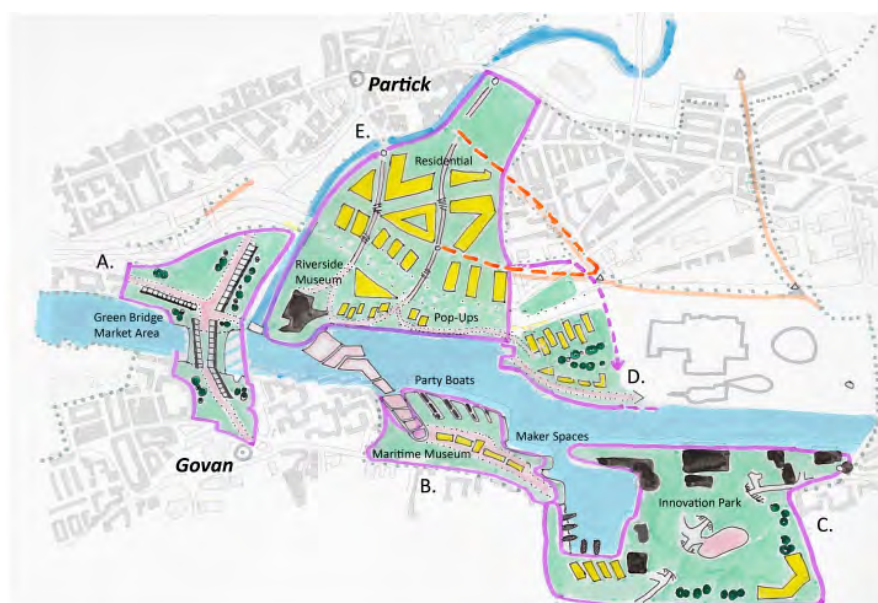 Partick
E.
Residential
A.
Riverside
Museum
Green Bridge
Market Area
Pop-Ups
D.
Party Boats
Maker Spaces
Govan
Maritime Museum
B.
Innovation Park
C.